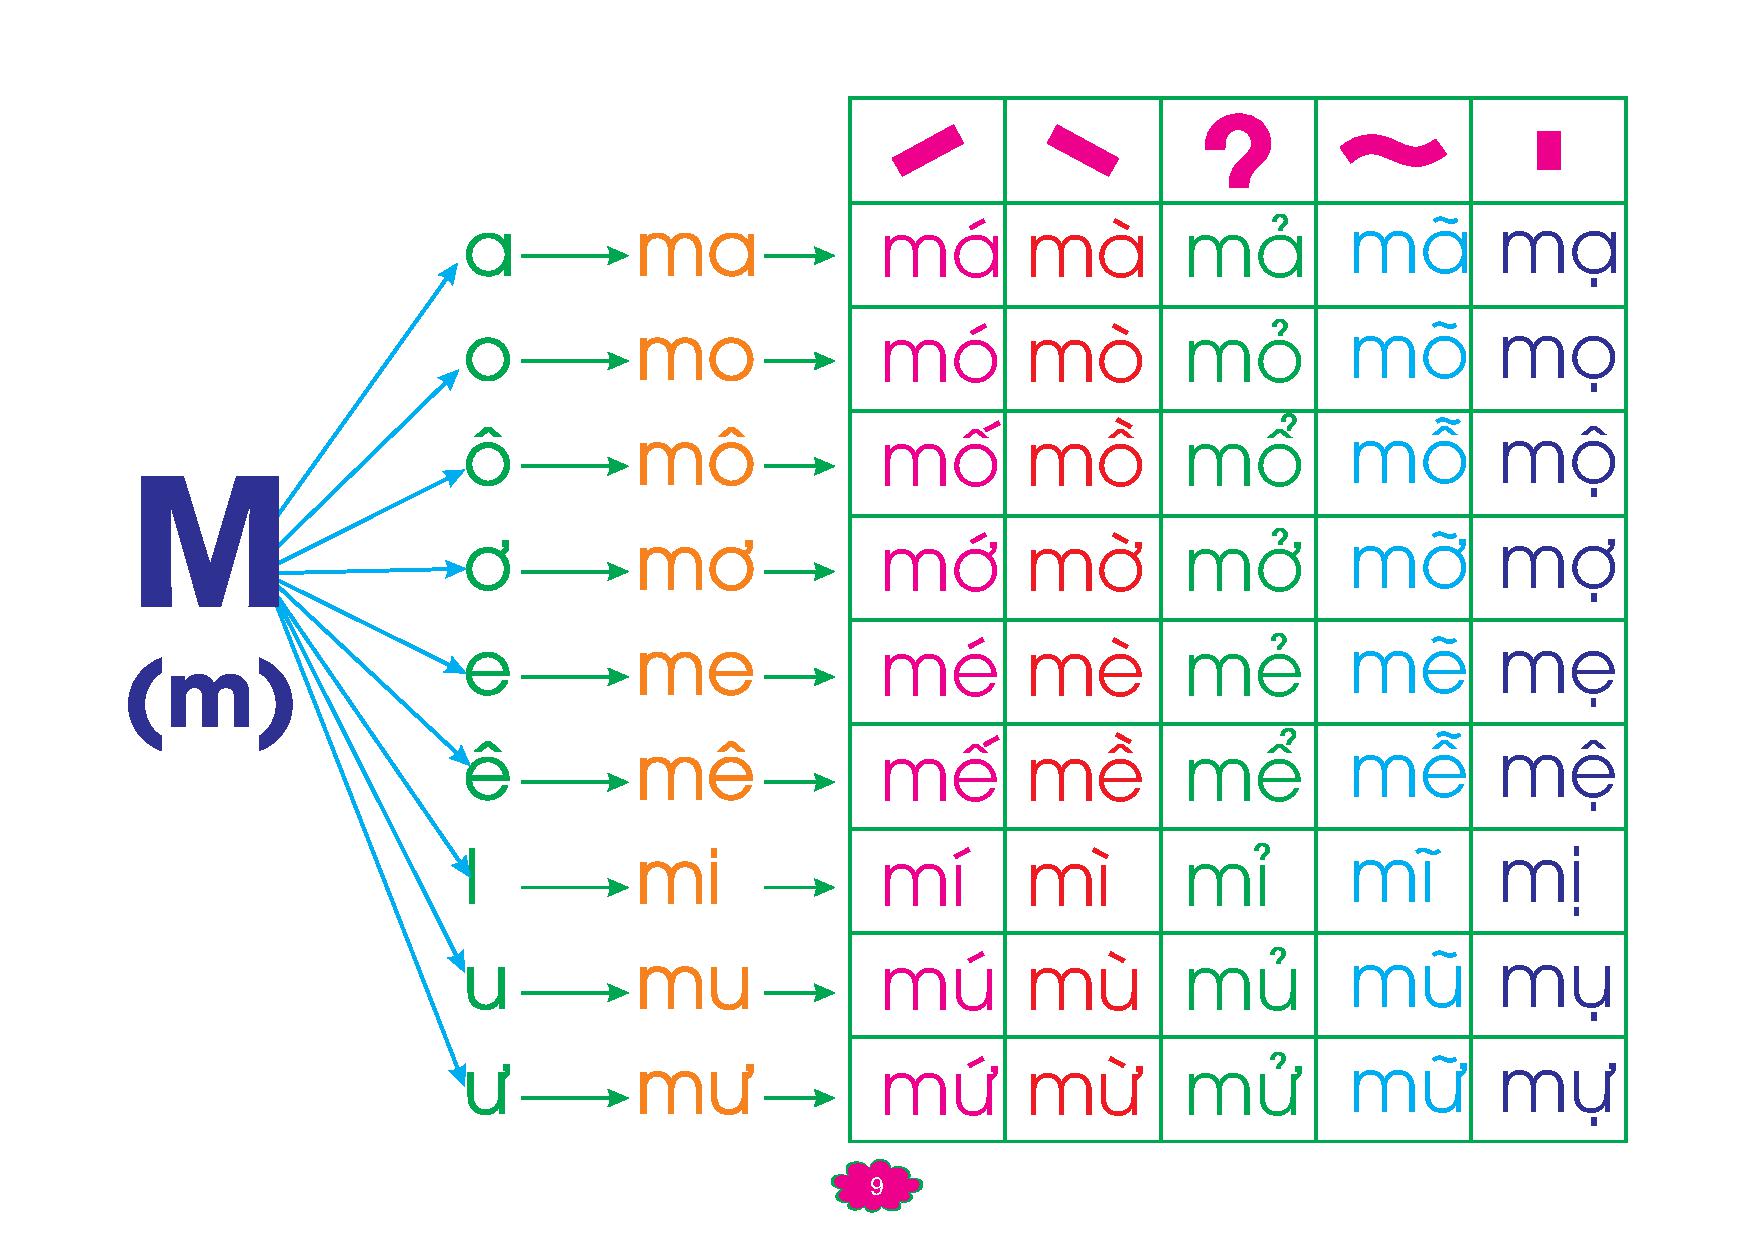 ´ ` ? ~ .
a ma má mà mả mã mạ
o mo mó mò mỏ mõ mọ
ô mô mố mồ mổ mỗ mộ
M
ơ mơ mớ mờ mở mỡ mợ
e me mé mè mẻ mẽ mẹ
(m)
ê mê mế mề mể mễ mệ
I mi mí mì mỉ mĩ mị
u mu mú mù mủ mũ mụ
ư mư mứ mừ mử mữ mự
9